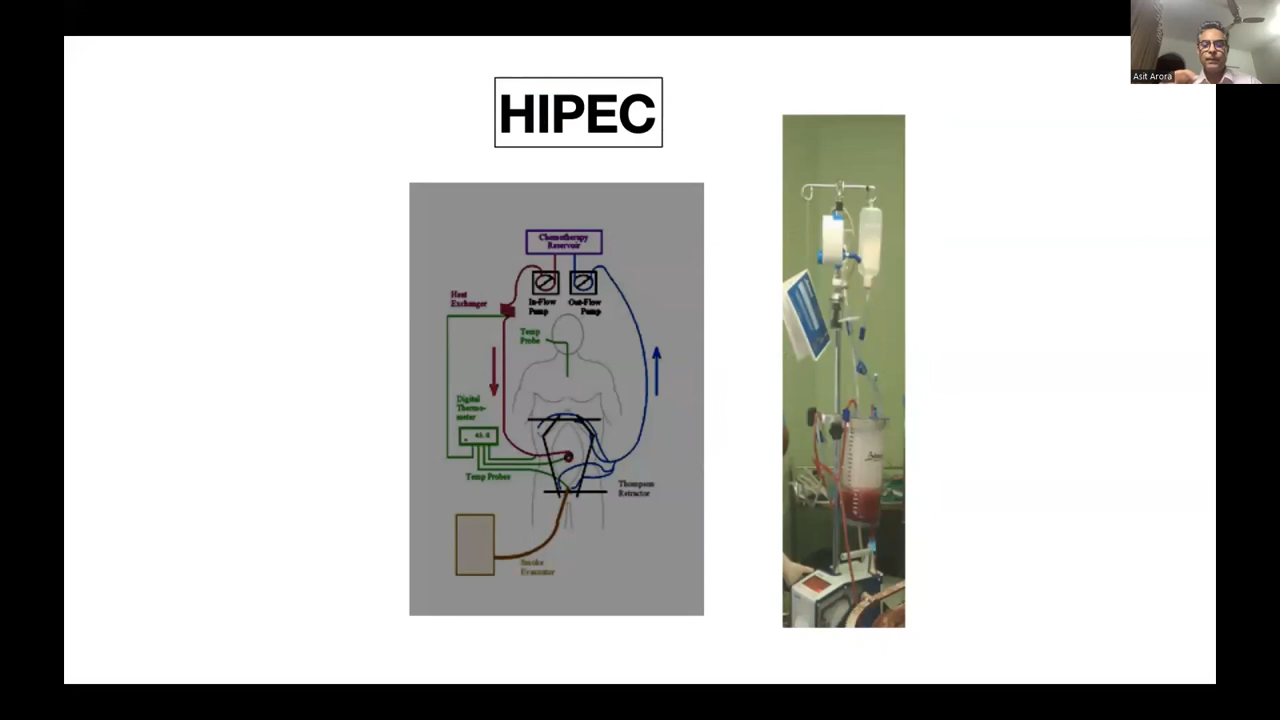 Asit Arora
HIPEC
Chemotherapy
Reservoir
Heat
Exchanger
In-Flow
Pump
Out-Flow
Pump
Temp
Probe
Digital
Thermo-
meter
Temp Probes
Thompson
Retractor
Smoke
Evacuator